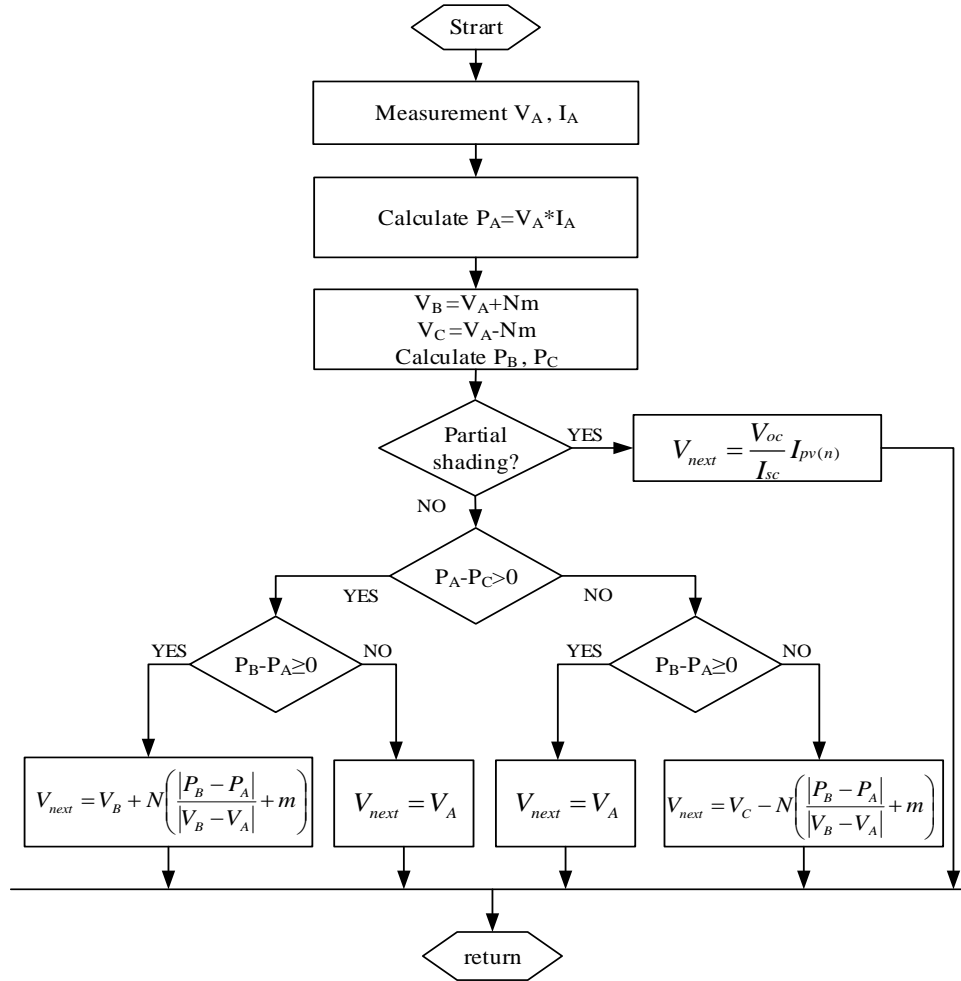 Strart
Measurement V_A , I_A
Calculate P_A=V_A*I_A
V_B=V_A+Nm
V_C=V_A-Nm
Calculate P_B , P_C
Partial
shading?
YES
V_next = V_oc / I_sc I_pv(n)
NO
P_A-P_C>0
YES
NO
YES
P_B-P_A≥0
NO
YES
P_B-P_A≥0
NO
V_next = V_B + N(|P_B − P_A| / |V_B − V_A| + m)
V_next = V_A
V_next = V_A
V_next = V_C − N(|P_B − P_A| / |V_B − V_A| + m)
return